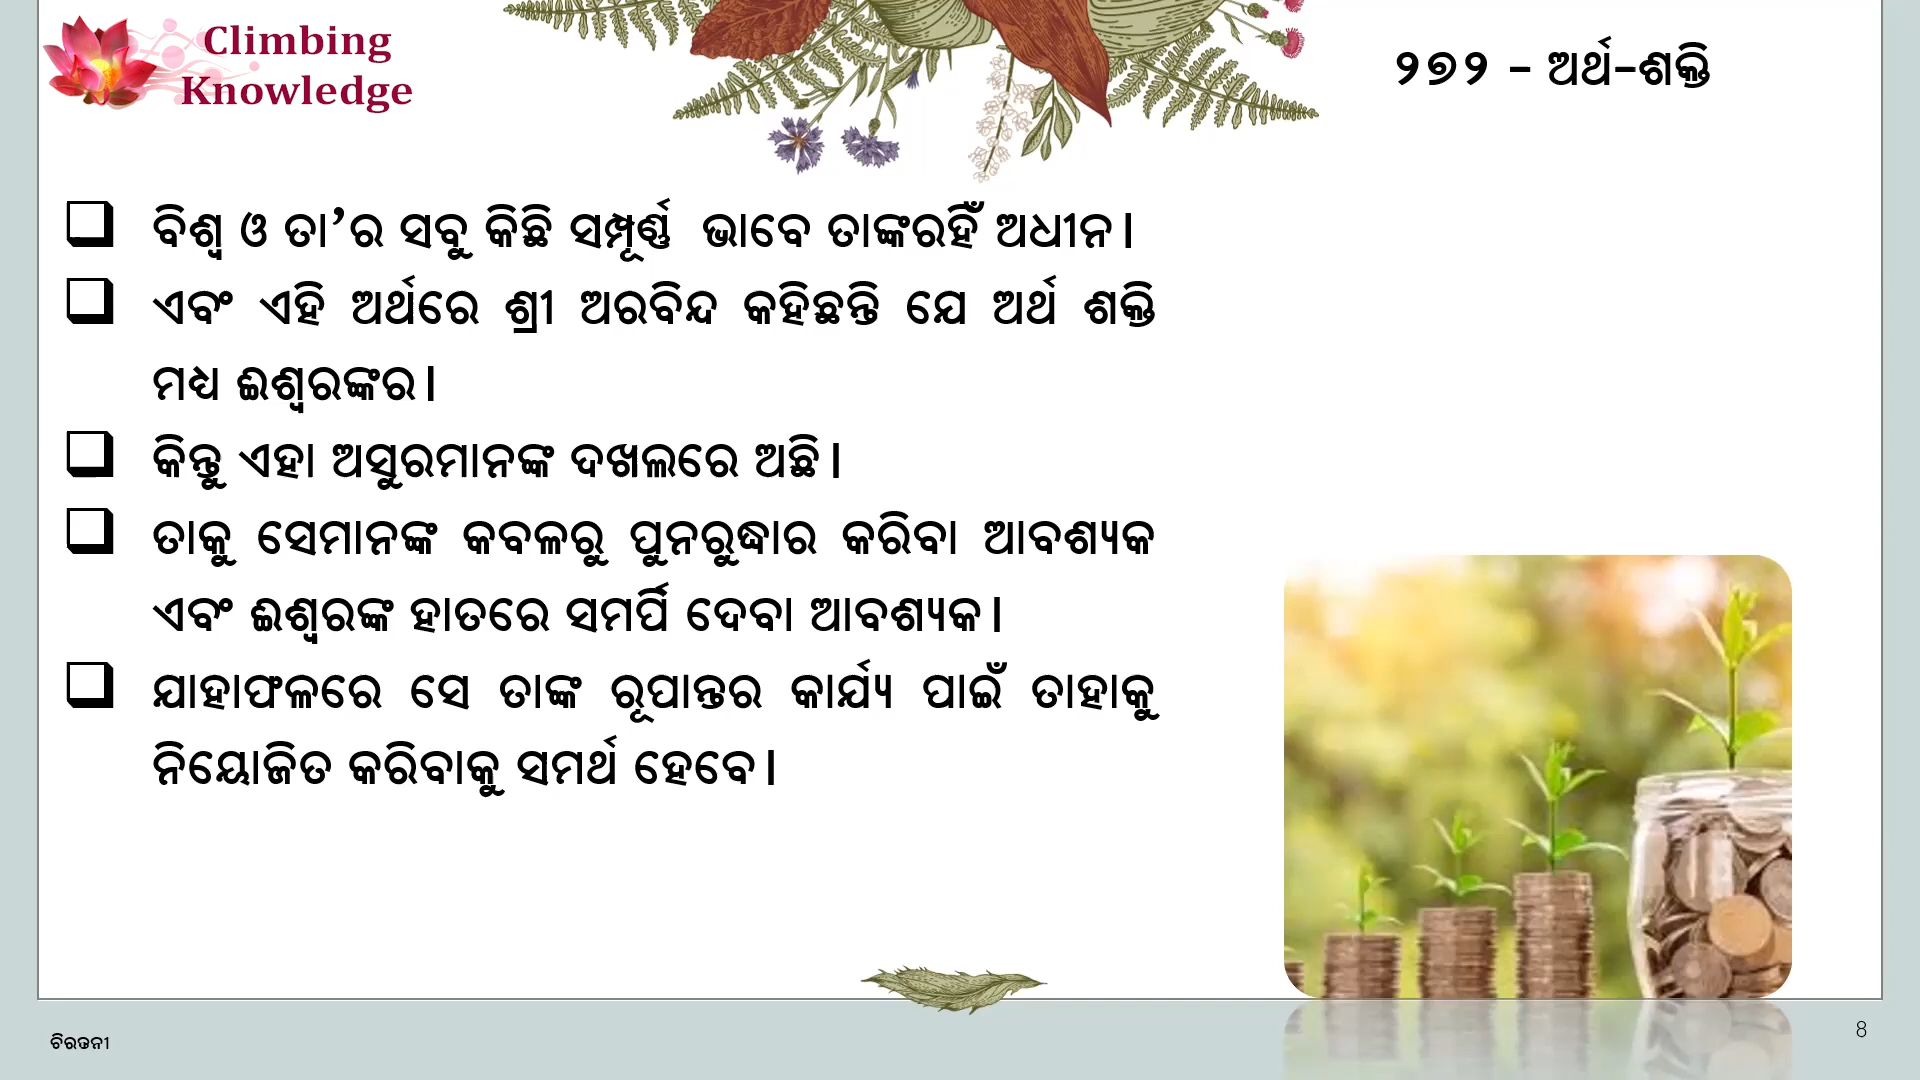 Climbing
Knowledge
୨୭୨ – ଅର୍ଥ-ଶକ୍ତି
❑ ବିଶ୍ୱ ଓ ତା’ର ସବୁ କିଛି ସମ୍ପୂର୍ଣ୍ଣ ଭାବେ ତାଙ୍କରହିଁ ଅଧୀନ।
❑ ଏବଂ ଏହି ଅର୍ଥରେ ଶ୍ରୀ ଅରବିନ୍ଦ କହିଛନ୍ତି ଯେ ଅର୍ଥ ଶକ୍ତି
ମଧ୍ୟ ଈଶ୍ୱରଙ୍କର।
❑ କିନ୍ତୁ ଏହା ଅସୁରମାନଙ୍କ ଦଖଲରେ ଅଛି।
❑ ତାକୁ ସେମାନଙ୍କ କବଳରୁ ପୁନରୁଦ୍ଧାର କରିବା ଆବଶ୍ୟକ
ଏବଂ ଈଶ୍ୱରଙ୍କ ହାତରେ ସମର୍ପି ଦେବା ଆବଶ୍ୟକ।
❑ ଯାହାଫଳରେ ସେ ତାଙ୍କ ରୂପାନ୍ତର କାର୍ଯ୍ୟ ପାଇଁ ତାହାକୁ
ନିୟୋଜିତ କରିବାକୁ ସମର୍ଥ ହେବେ।
8